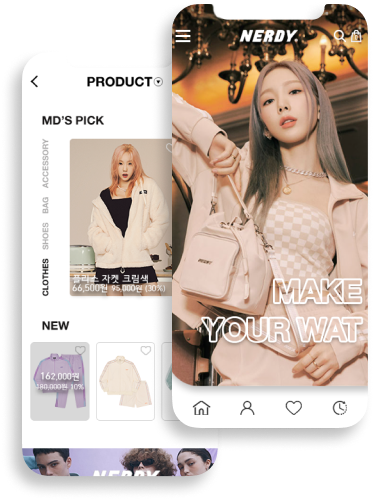 PRODUCT
MD'S PICK
ACCESSORY
BAG
SHOES
CLOTHES
플리스 자켓 크림색
66,500원 95,000원 (30%)
NEW
162,000원
180,000원 10%
NERDY
NERDY.
NERDY
MAKE
YOUR WAT